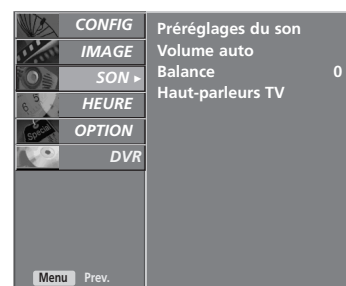 CONFIG
IMAGE
SON ►
HEURE
OPTION
DVR
Menu Prev.
Préréglages du son
Volume auto
Balance 0
Haut-parleurs TV